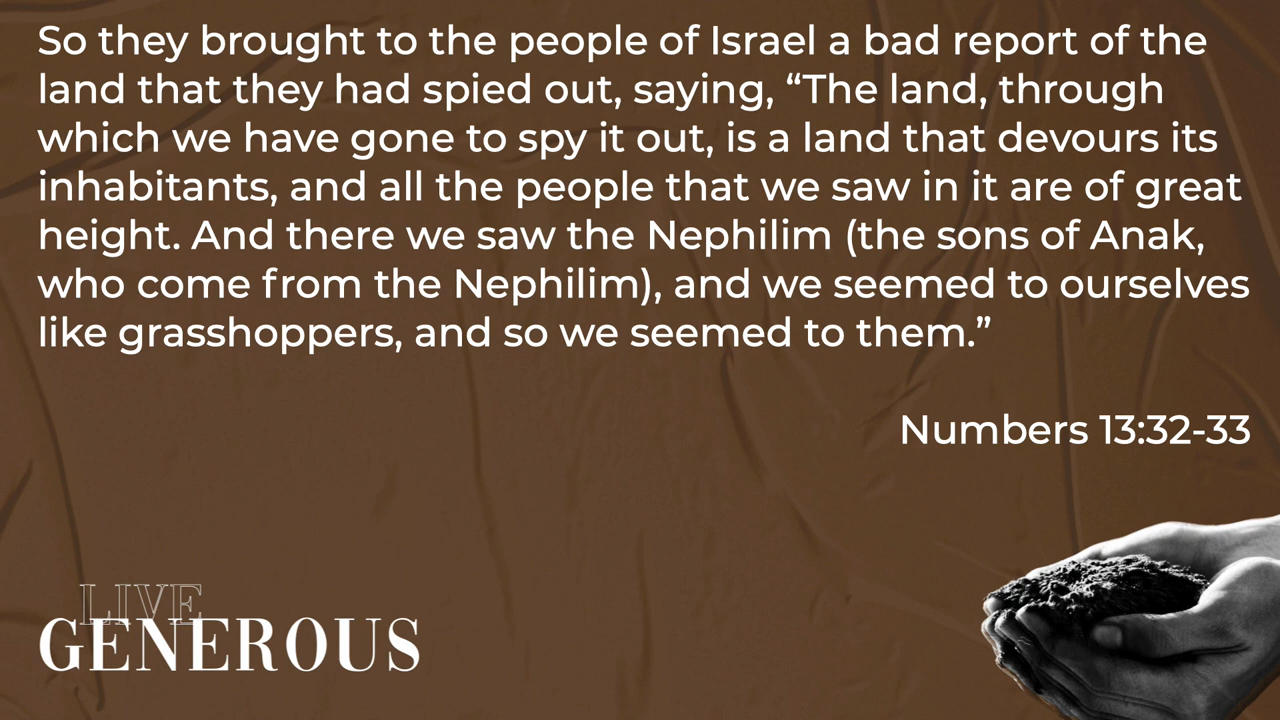 So they brought to the people of Israel a bad report of the
land that they had spied out, saying, “The land, through
which we have gone to spy it out, is a land that devours its
inhabitants, and all the people that we saw in it are of great
height. And there we saw the Nephilim (the sons of Anak,
who come from the Nephilim), and we seemed to ourselves
like grasshoppers, and so we seemed to them.”
Numbers 13:32-33
LIVE
GENEROUS